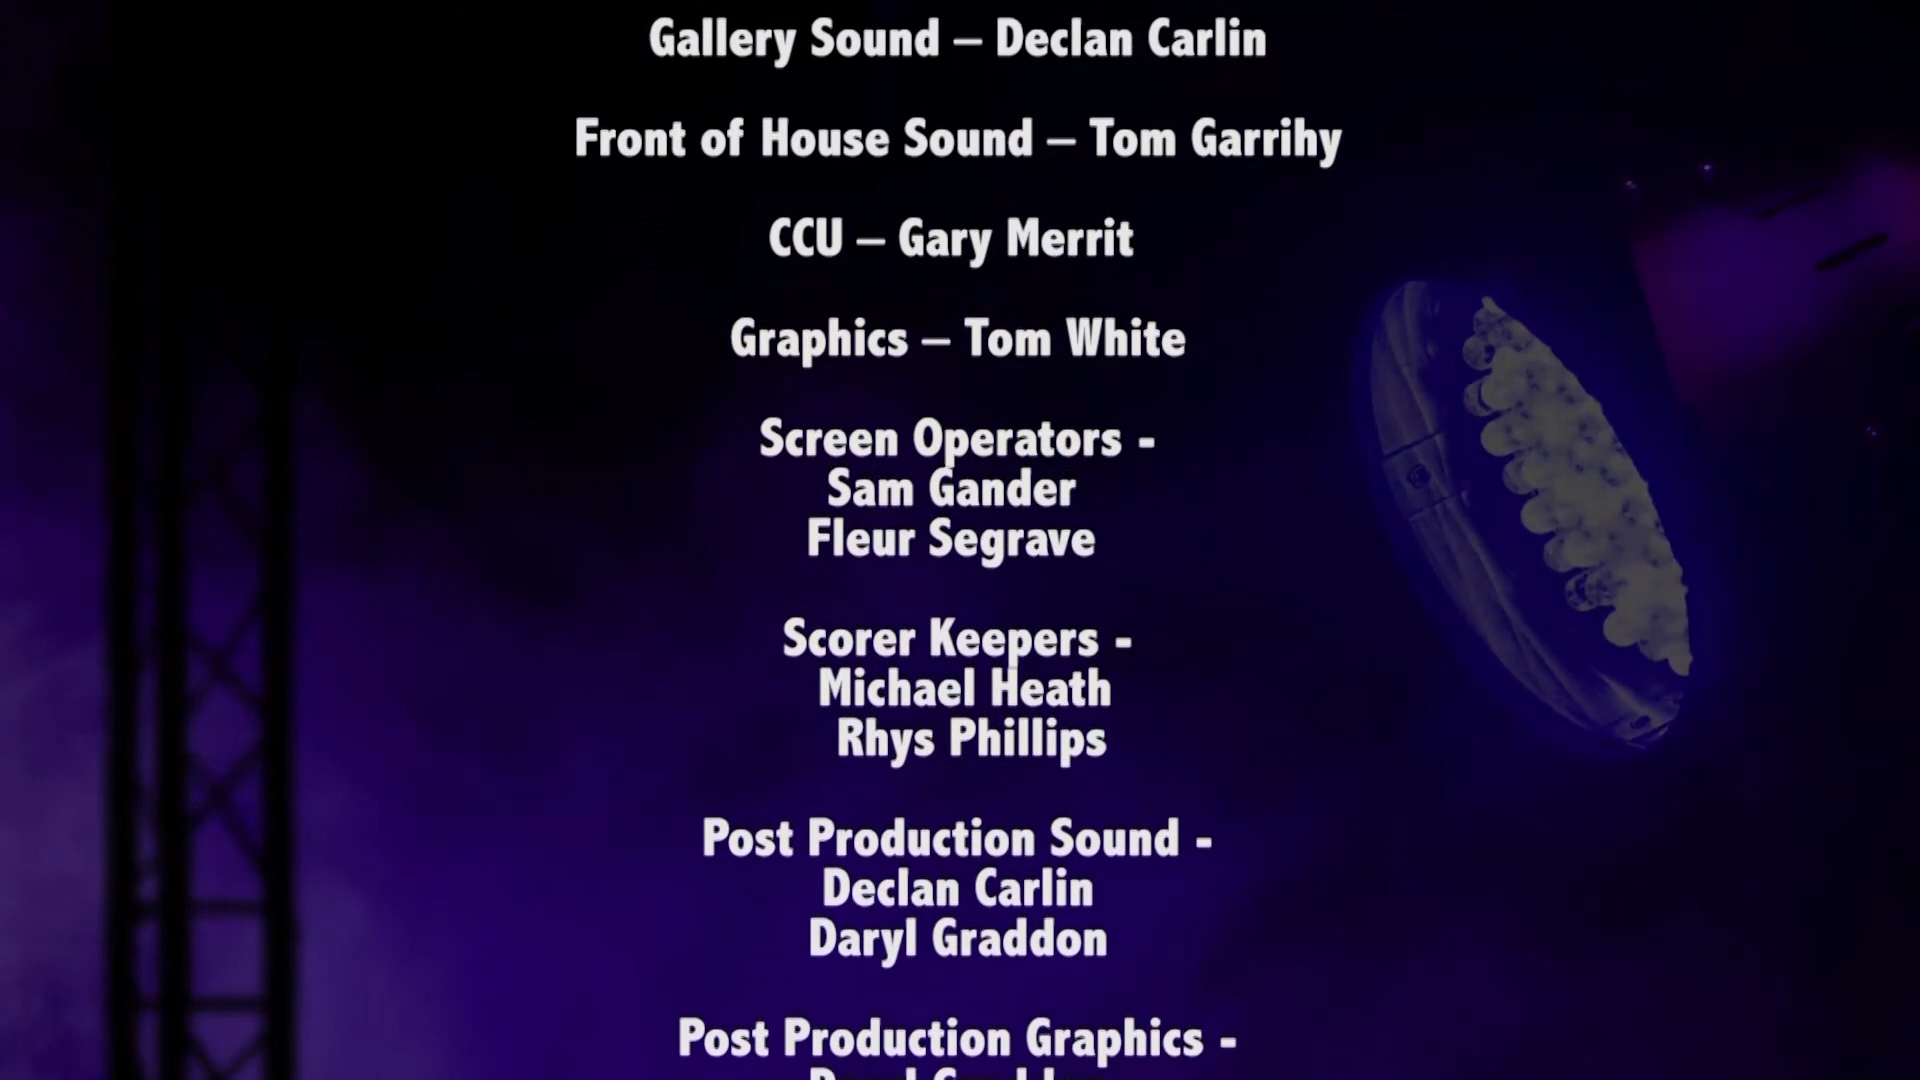 Gallery Sound – Declan Carlin
Front of House Sound – Tom Garrihy
CCU – Gary Merrit
Graphics – Tom White
Screen Operators -
Sam Gander
Fleur Segrave
Scorer Keepers -
Michael Heath
Rhys Phillips
Post Production Sound -
Declan Carlin
Daryl Graddon
Post Production Graphics -